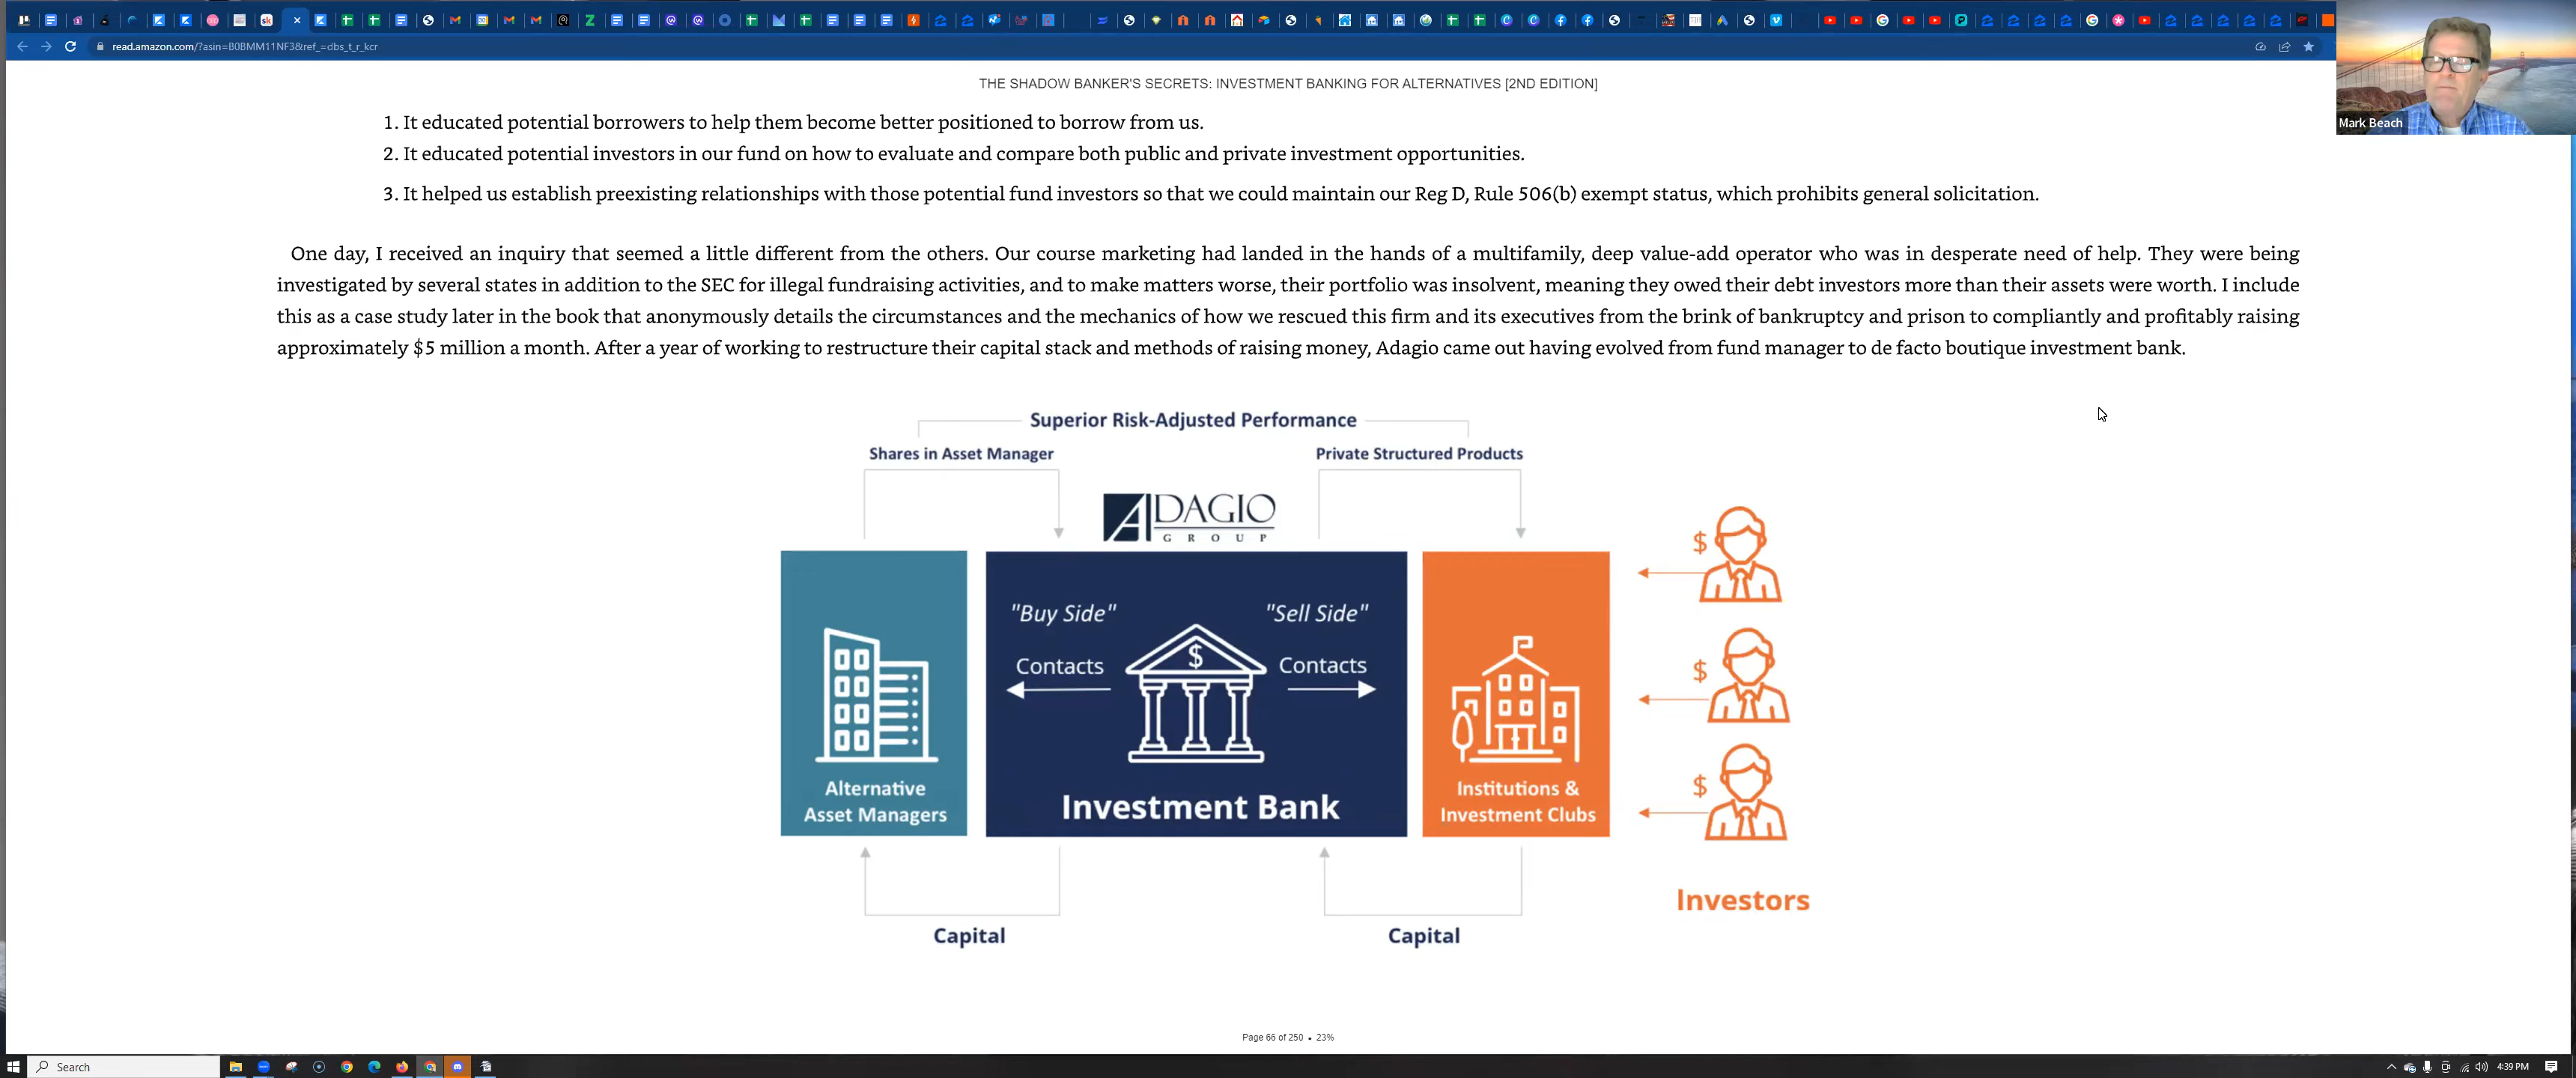 read.amazon.com/?asin=B0BMM11NF3&ref_=dbs_t_r_kcr
Mark Beach
THE SHADOW BANKER'S SECRETS: INVESTMENT BANKING FOR ALTERNATIVES [2ND EDITION]
1. It educated potential borrowers to help them become better positioned to borrow from us.
2. It educated potential investors in our fund on how to evaluate and compare both public and private investment opportunities.
3. It helped us establish preexisting relationships with those potential fund investors so that we could maintain our Reg D, Rule 506(b) exempt status, which prohibits general solicitation.
One day, I received an inquiry that seemed a little different from the others. Our course marketing had landed in the hands of a multifamily, deep value-add operator who was in desperate need of help. They were being
investigated by several states in addition to the SEC for illegal fundraising activities, and to make matters worse, their portfolio was insolvent, meaning they owed their debt investors more than their assets were worth. I include
this as a case study later in the book that anonymously details the circumstances and the mechanics of how we rescued this firm and its executives from the brink of bankruptcy and prison to compliantly and profitably raising
approximately $5 million a month. After a year of working to restructure their capital stack and methods of raising money, Adagio came out having evolved from fund manager to de facto boutique investment bank.
Superior Risk-Adjusted Performance
Shares in Asset Manager
Private Structured Products
ADAGIO
GROUP
"Buy Side"
"Sell Side"
Contacts
$
Contacts
Alternative
Asset Managers
Investment Bank
Institutions &
Investment Clubs
$
$
$
Investors
Capital
Capital
Page 66 of 250 • 23%
Search
4:39 PM